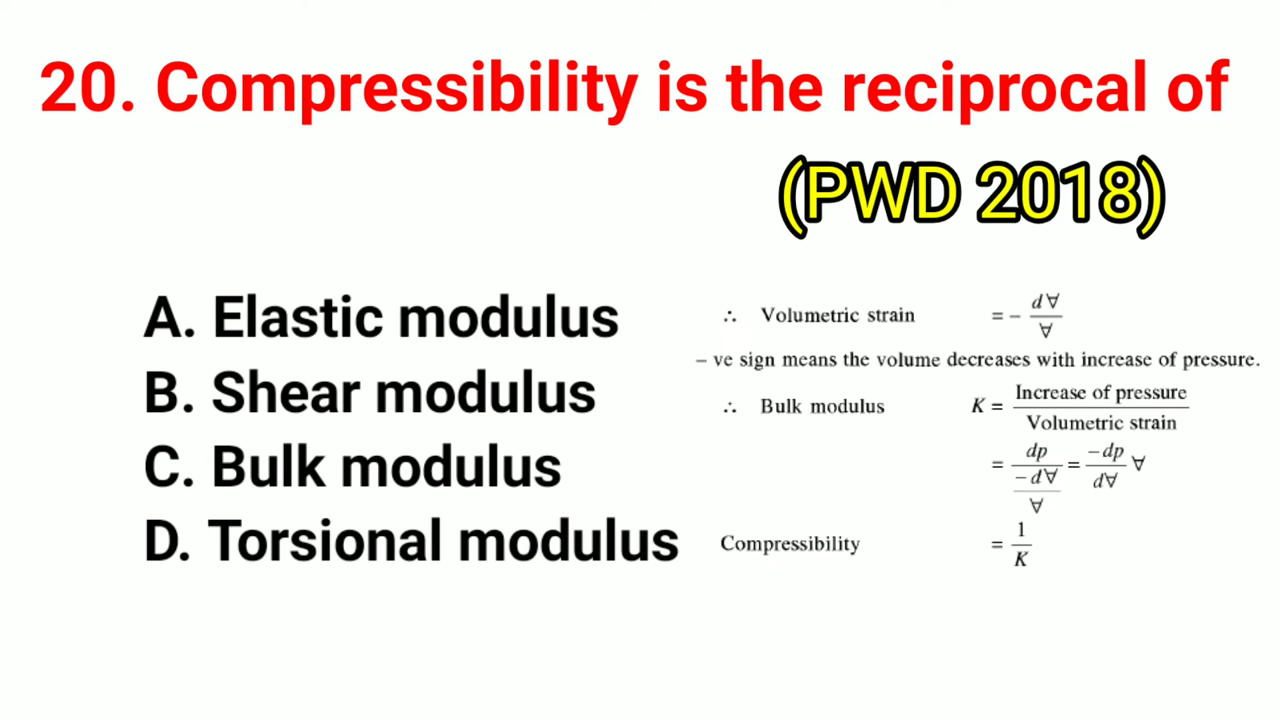 20. Compressibility is the reciprocal of
(PWD 2018)
A. Elastic modulus
B. Shear modulus
C. Bulk modulus
D. Torsional modulus
∴ Volumetric strain = − d∀/∀
– ve sign means the volume decreases with increase of pressure.
∴ Bulk modulus K = Increase of pressure/Volumetric strain
= dp/(−d∀/∀) = −dp/d∀ ∀
Compressibility = 1/K